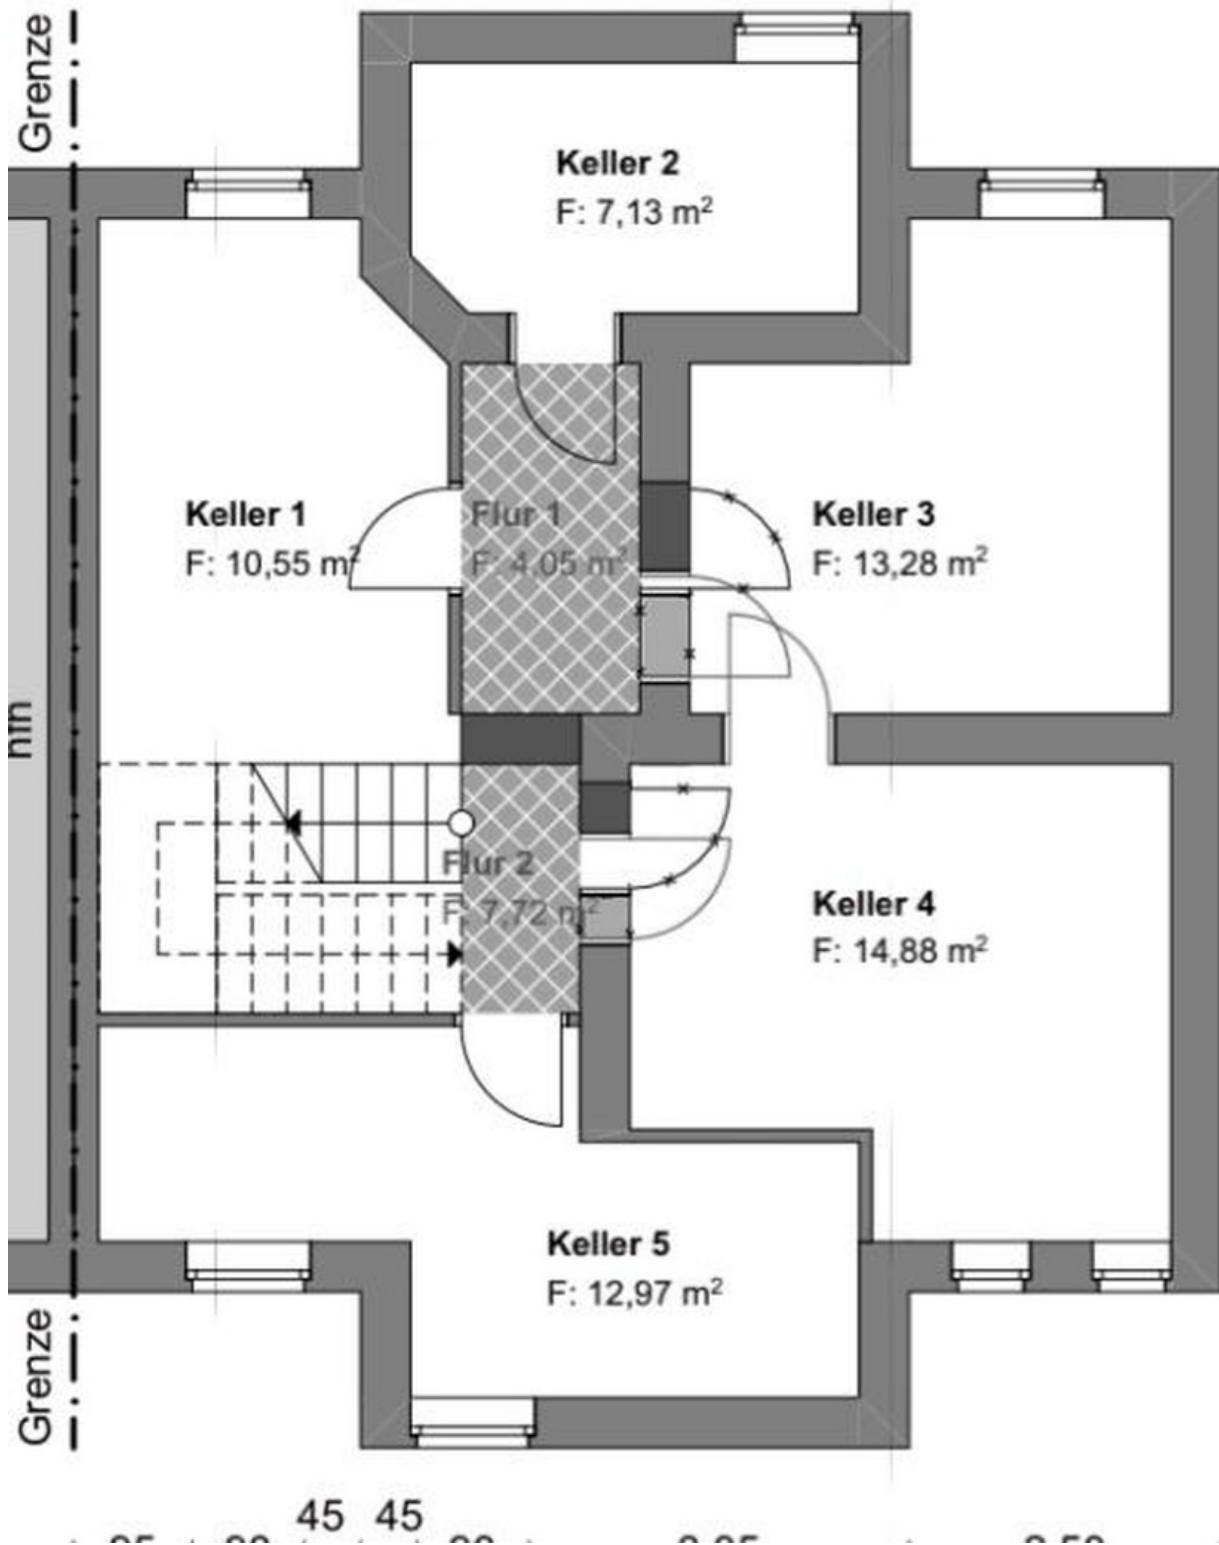 Grenze
Keller 2
F: 7,13 m²
Keller 1
F: 10,55 m²
Flur 1
F: 4,05 m²
Keller 3
F: 13,28 m²
Flur 2
F: 7,72 m²
Keller 4
F: 14,88 m²
Keller 5
F: 12,97 m²
Grenze
45 45